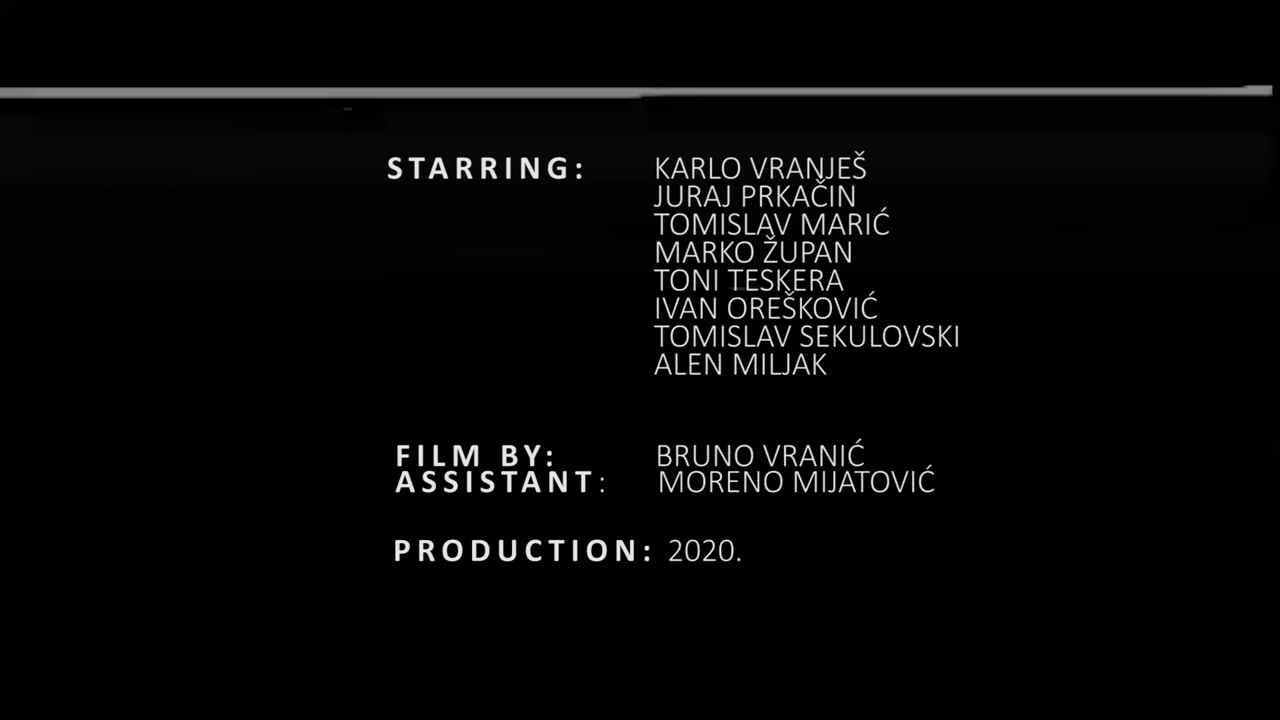 STARRING: KARLO VRANJEŠ
JURAJ PRKAČIN
TOMISLAV MARIĆ
MARKO ŽUPAN
TONI TESKERA
IVAN OREŠKOVIĆ
TOMISLAV SEKULOVSKI
ALEN MILJAK
FILM BY: BRUNO VRANIĆ
ASSISTANT: MORENO MIJATOVIĆ
PRODUCTION: 2020.